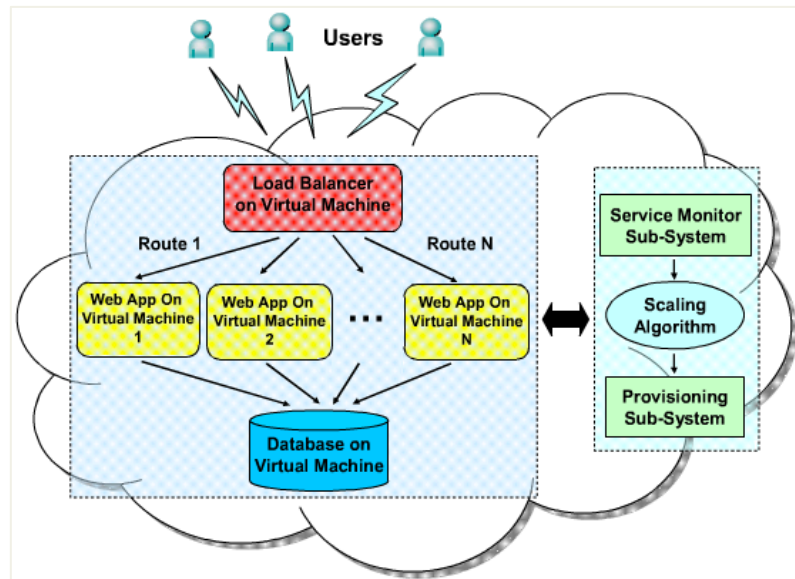 Users
Load Balancer
on Virtual Machine
Route 1
Route N
Web App On
Virtual Machine
1
Web App On
Virtual Machine
2
...
Web App On
Virtual Machine
N
Database on
Virtual Machine
Service Monitor
Sub-System
Scaling
Algorithm
Provisioning
Sub-System